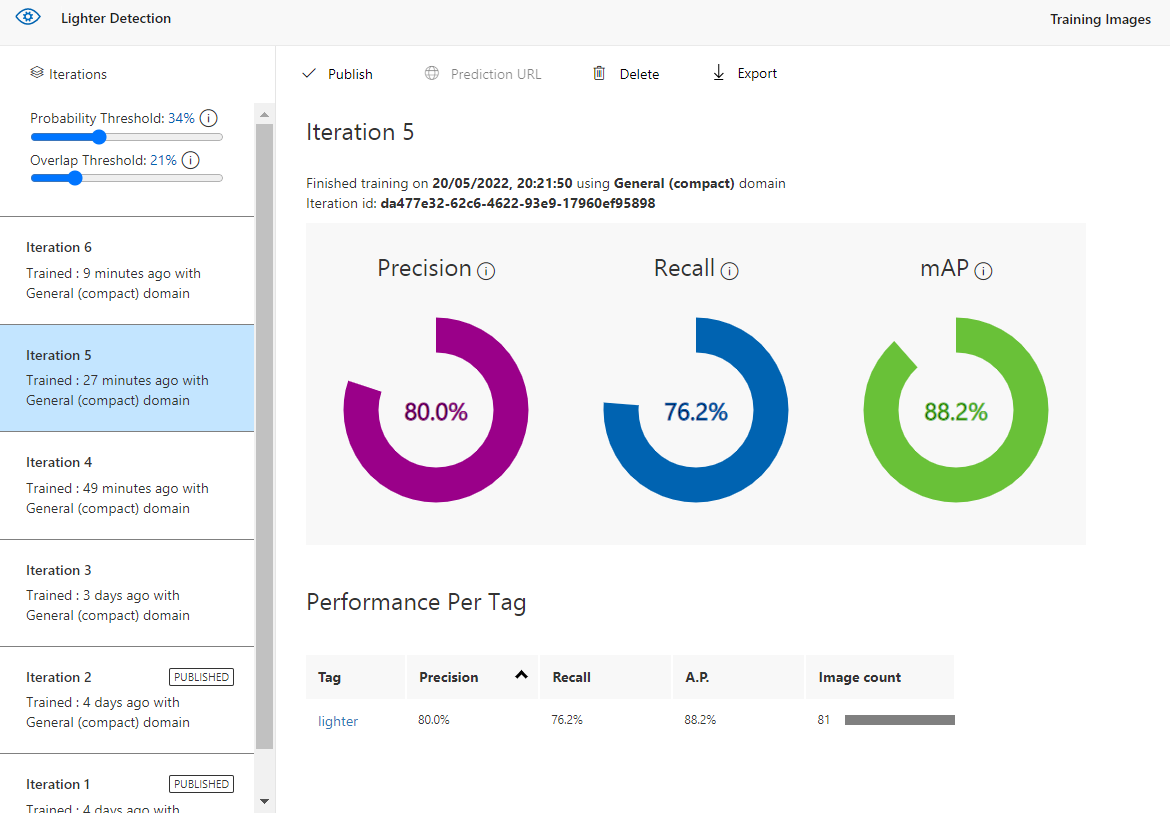 Lighter Detection
Training Images
Iterations
Probability Threshold: 34%
Overlap Threshold: 21%
Iteration 6
Trained : 9 minutes ago with
General (compact) domain
Iteration 5
Trained : 27 minutes ago with
General (compact) domain
Iteration 4
Trained : 49 minutes ago with
General (compact) domain
Iteration 3
Trained : 3 days ago with
General (compact) domain
Iteration 2 PUBLISHED
Trained : 4 days ago with
General (compact) domain
Iteration 1 PUBLISHED
Trained : 4 days ago with
Publish Prediction URL Delete Export
Iteration 5
Finished training on 20/05/2022, 20:21:50 using General (compact) domain
Iteration id: da477e32-62c6-4622-93e9-17960ef95898
Precision Recall mAP
80.0% 76.2% 88.2%
Performance Per Tag
Tag Precision Recall A.P. Image count
lighter 80.0% 76.2% 88.2% 81